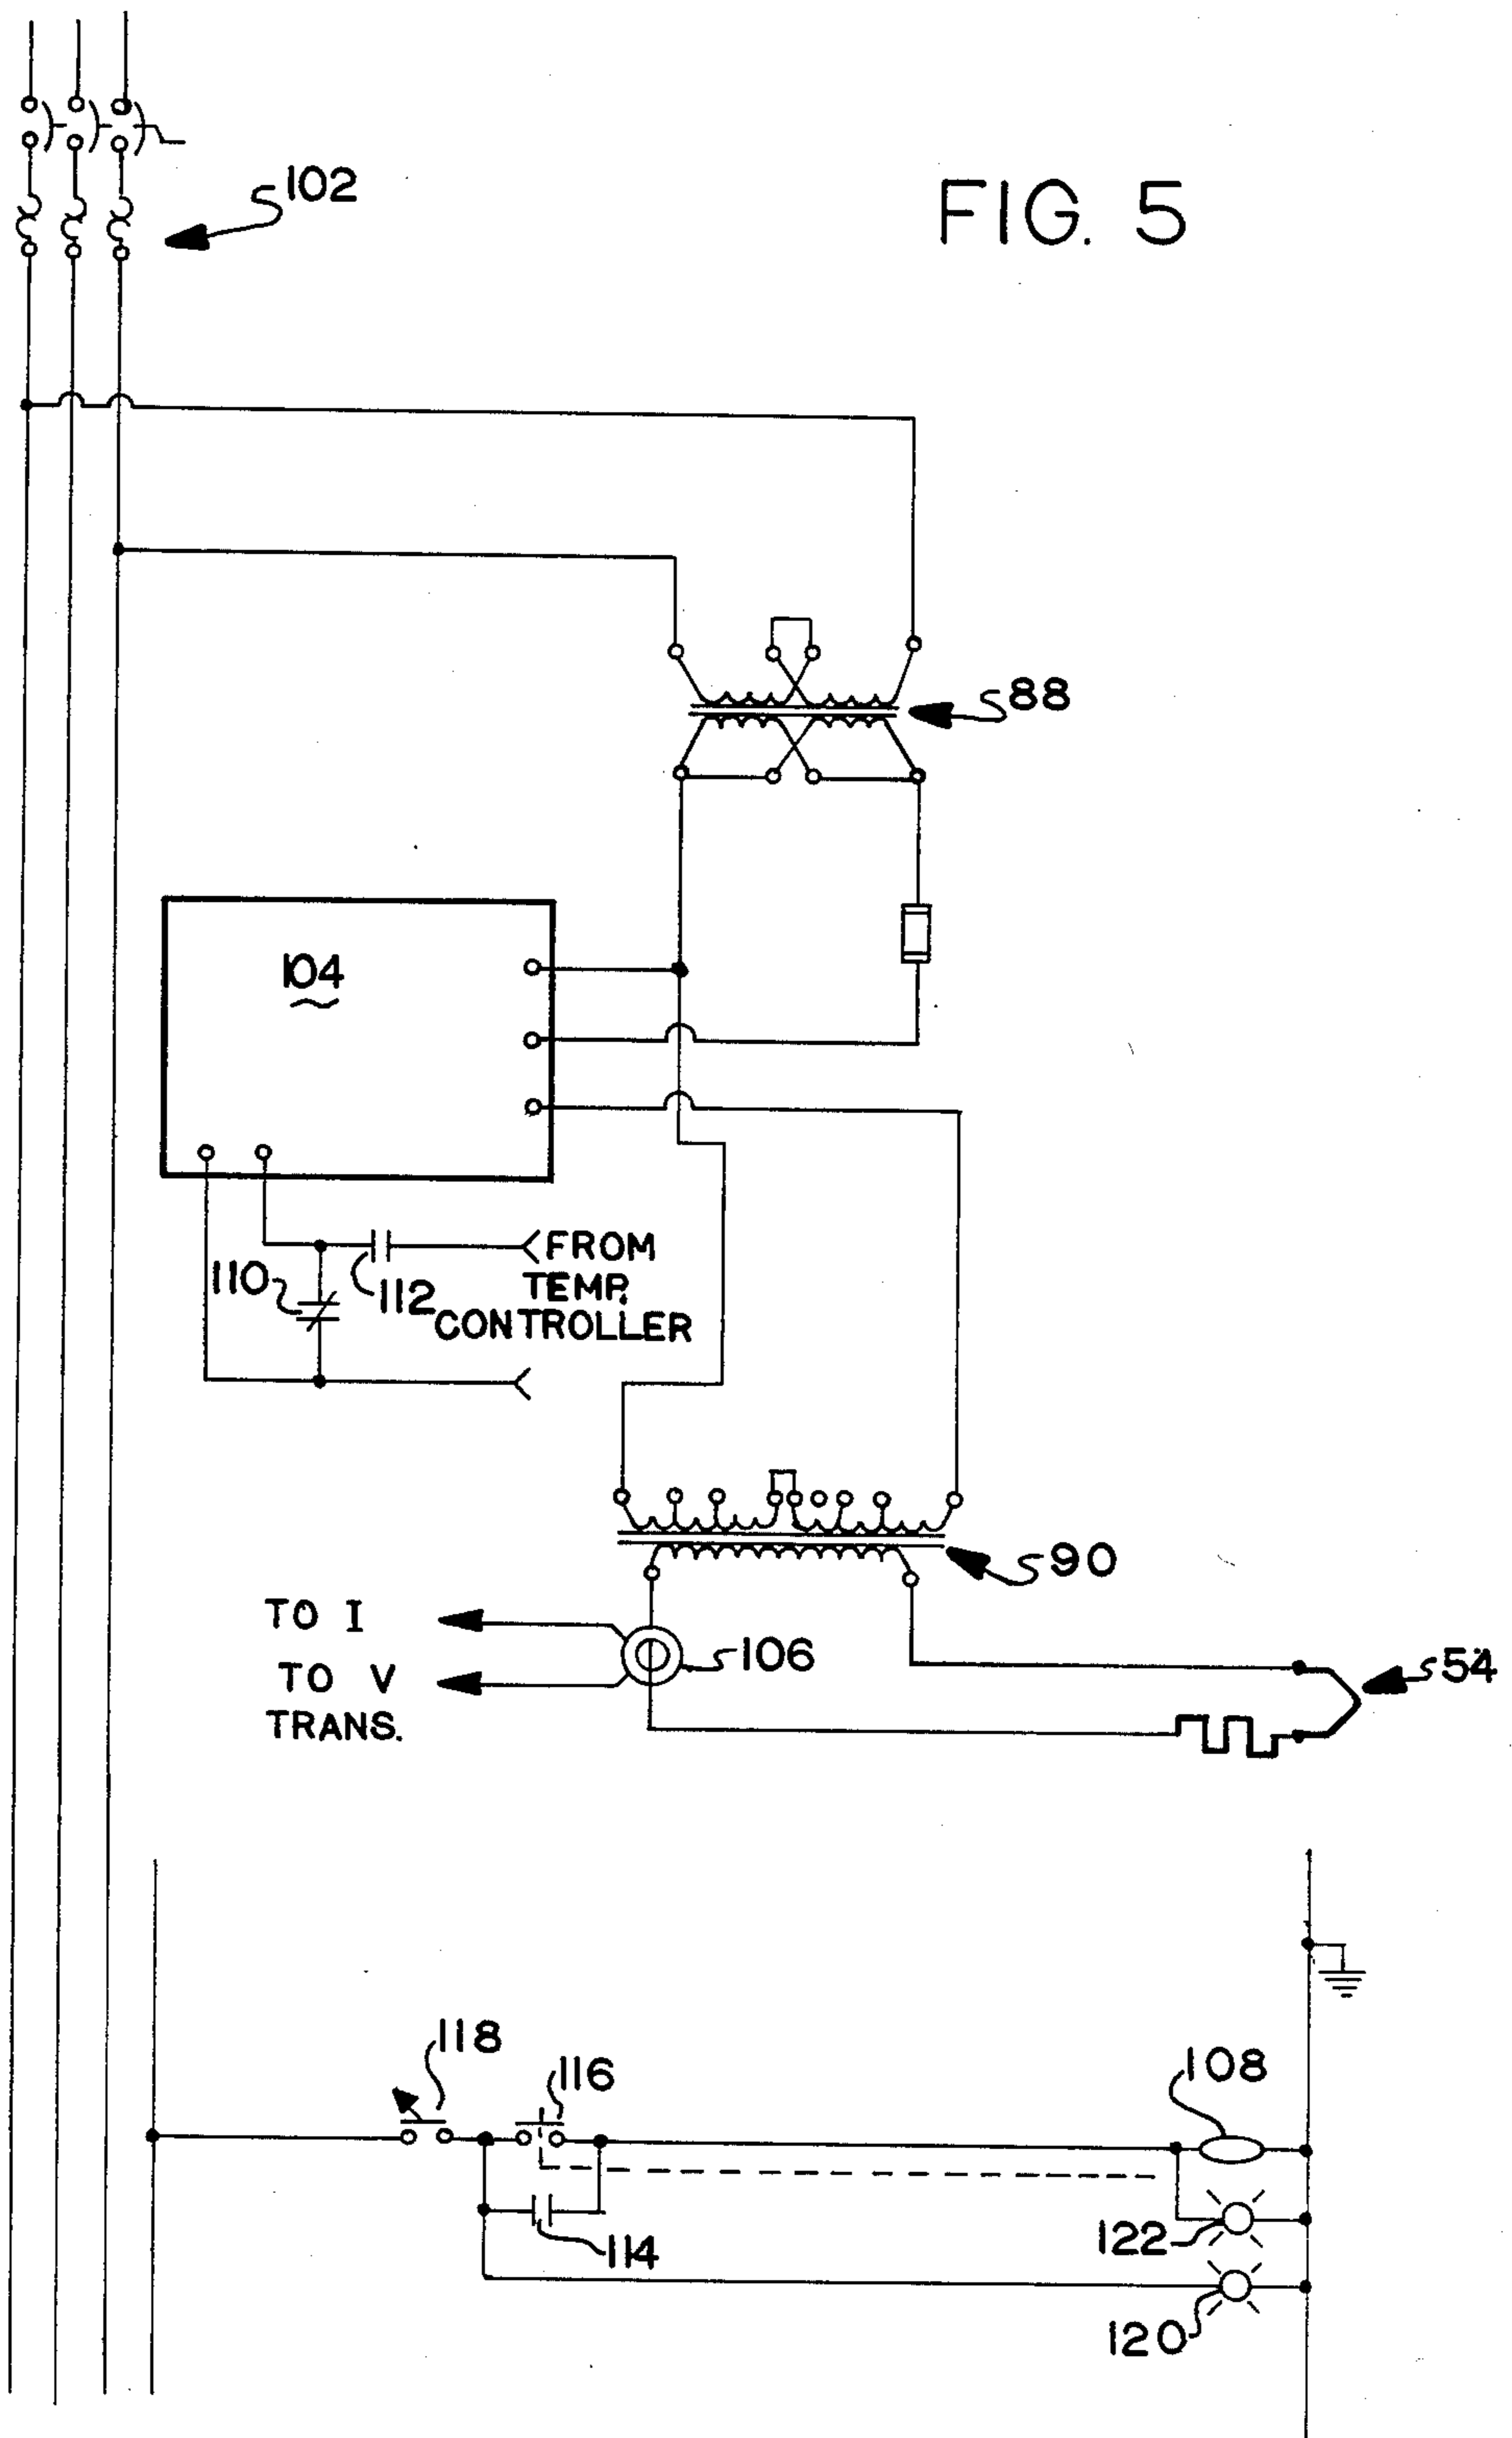 102
FIG. 5
88
104
FROM
TEMP.
CONTROLLER
110
112
90
TO I
TO V
TRANS.
106
54
118
116
108
114
122
120